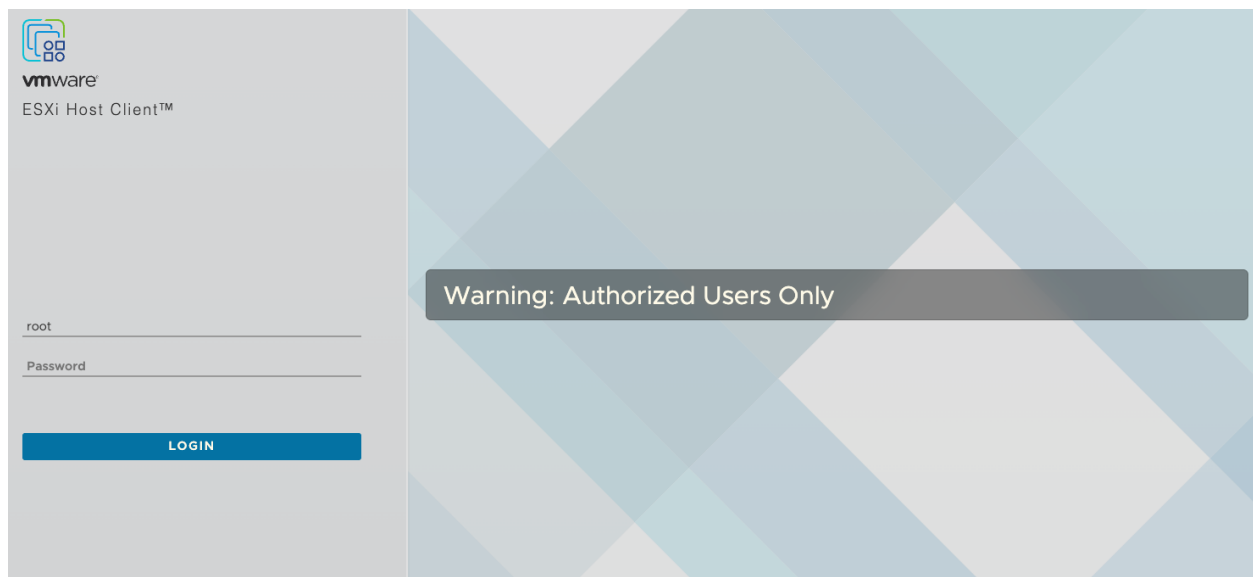 vmware®
ESXi Host Client™
root
Password
LOGIN
Warning: Authorized Users Only